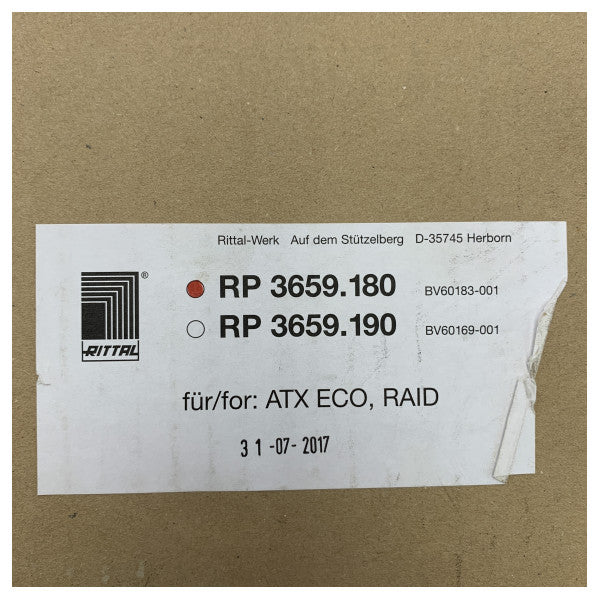 Rittal-Werk Auf dem Stützelberg D-35745 Herborn
®
RITTAL
RP 3659.180 BV60183-001
RP 3659.190 BV60169-001
für/for: ATX ECO, RAID
31-07-2017